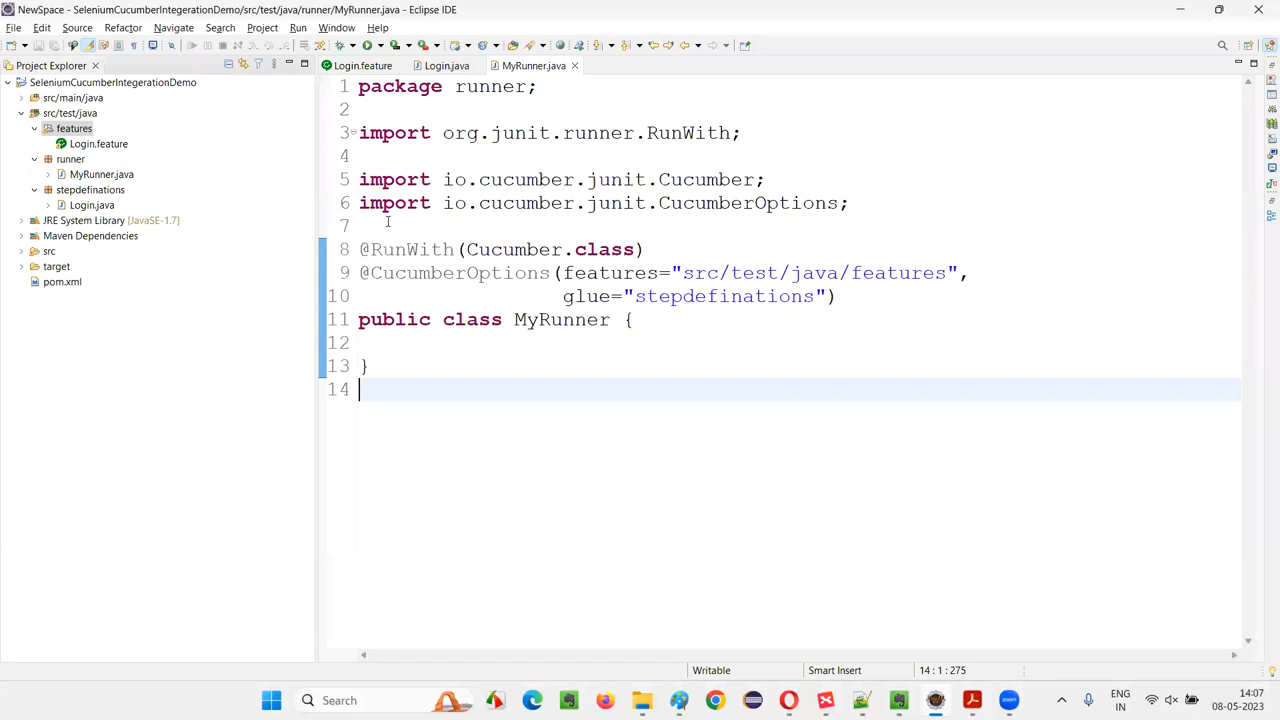 NewSpace - SeleniumCucumberIntegerationDemo/src/test/java/runner/MyRunner.java - Eclipse IDE
File Edit Source Refactor Navigate Search Project Run Window Help
Project Explorer
SeleniumCucumberIntegerationDemo
src/main/java
src/test/java
features
Login.feature
runner
MyRunner.java
stepdefinations
Login.java
JRE System Library [JavaSE-1.7]
Maven Dependencies
src
target
pom.xml
Login.feature Login.java MyRunner.java
1 package runner;
2
3 import org.junit.runner.RunWith;
4
5 import io.cucumber.junit.Cucumber;
6 import io.cucumber.junit.CucumberOptions;
7
8 @RunWith(Cucumber.class)
9 @CucumberOptions(features="src/test/java/features",
10 glue="stepdefinations")
11 public class MyRunner {
12
13 }
14
Writable Smart Insert 14 : 1 : 275
Search
ENG
IN
14:07
08-05-2023